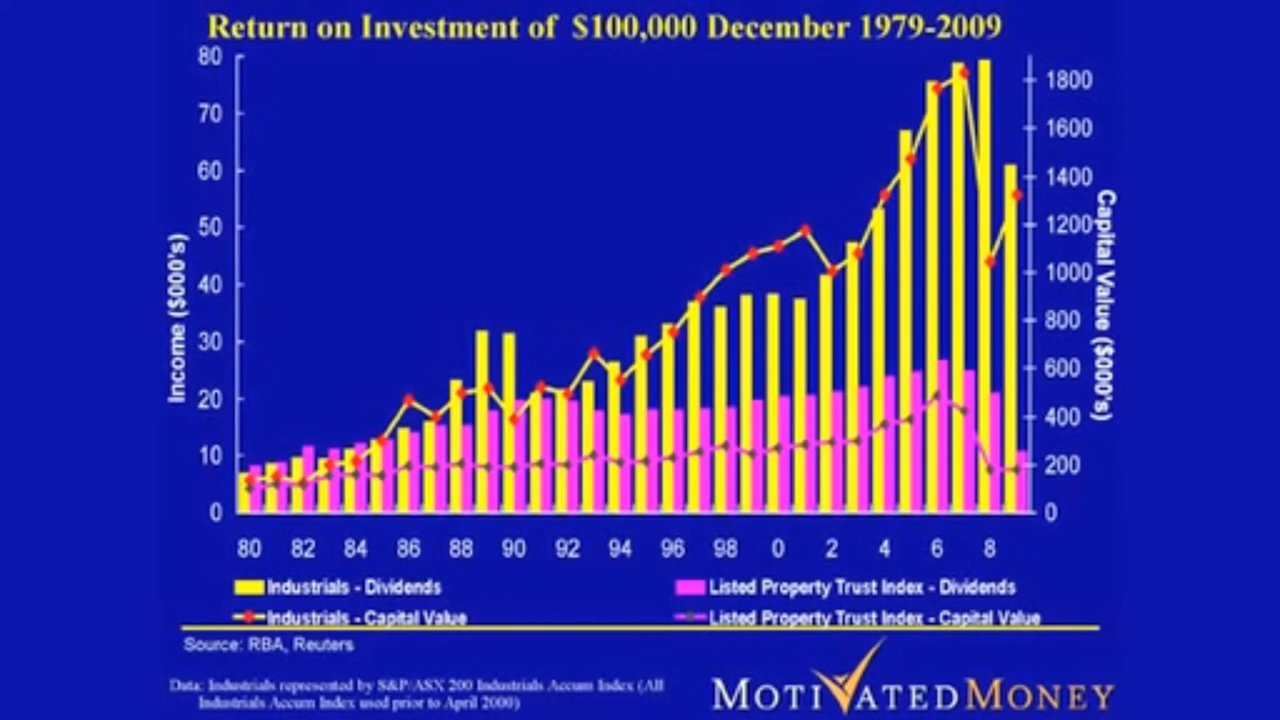 Return on Investment of $100,000 December 1979-2009
80
70
60
50
40
30
20
10
0
Income ($000's)
1800
1600
1400
1200
1000
800
600
400
200
0
Capital Value ($000's)
80 82 84 86 88 90 92 94 96 98 0 2 4 6 8
Industrials - Dividends
Listed Property Trust Index - Dividends
Industrials - Capital Value
Listed Property Trust Index - Capital Value
Source: RBA, Reuters
Data: Industrials represented by S&P/ASX 200 Industrials Accum Index (All
Industrials Accum Index used prior to April 2000)
MOTIVATEDMONEY